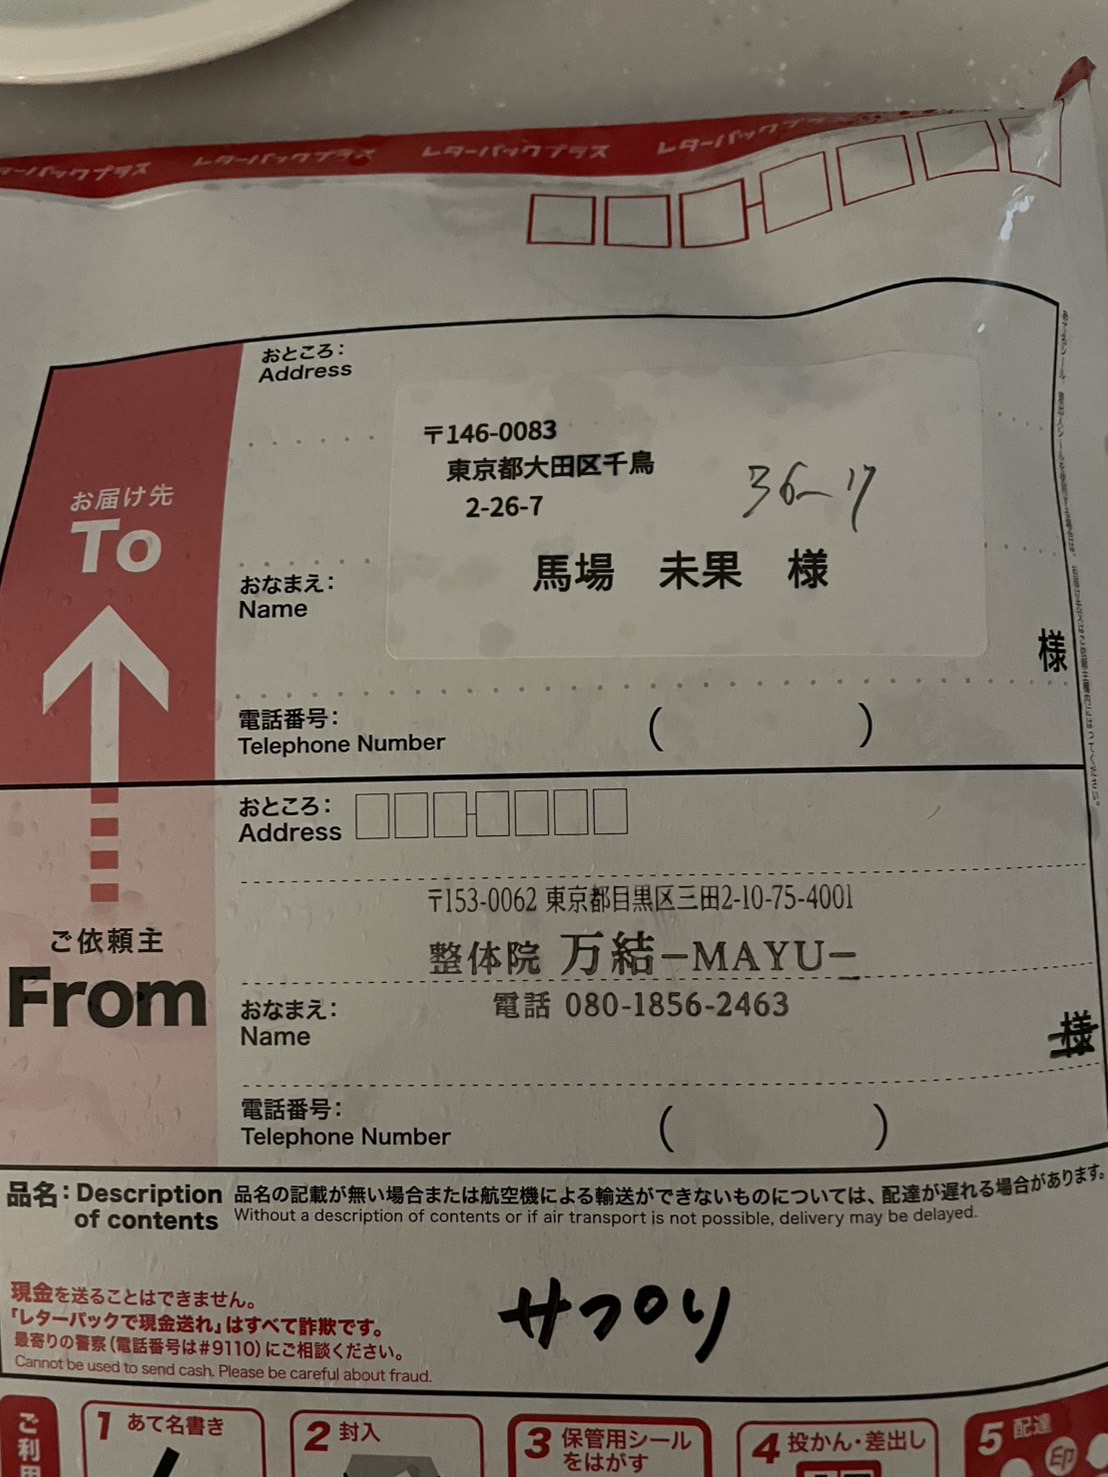 レターパックプラス レターパックプラス レターパックプラス
おところ:
Address
〒146-0083
東京都大田区千鳥
2-26-7
36-17
お届け先
To
おなまえ:
Name
馬場 未果 様
様
電話番号:
Telephone Number ( )
おところ:
Address
〒153-0062 東京都目黒区三田2-10-75-4001
整体院 万結-MAYU-
電話 080-1856-2463
ご依頼主
From
おなまえ:
Name
様
電話番号:
Telephone Number ( )
品名:Description of contents
品名の記載が無い場合または航空機による輸送ができないものについては、配達が遅れる場合があります。
Without a description of contents or if air transport is not possible, delivery may be delayed.
サプリ
現金を送ることはできません。
「レターパックで現金送れ」はすべて詐欺です。
最寄りの警察(電話番号は#9110)にご相談ください。
Cannot be used to send cash. Please be careful about fraud.
ご利用
1 あて名書き
2 封入
3 保管用シールをはがす
4 投かん・差出し
5 配達
印